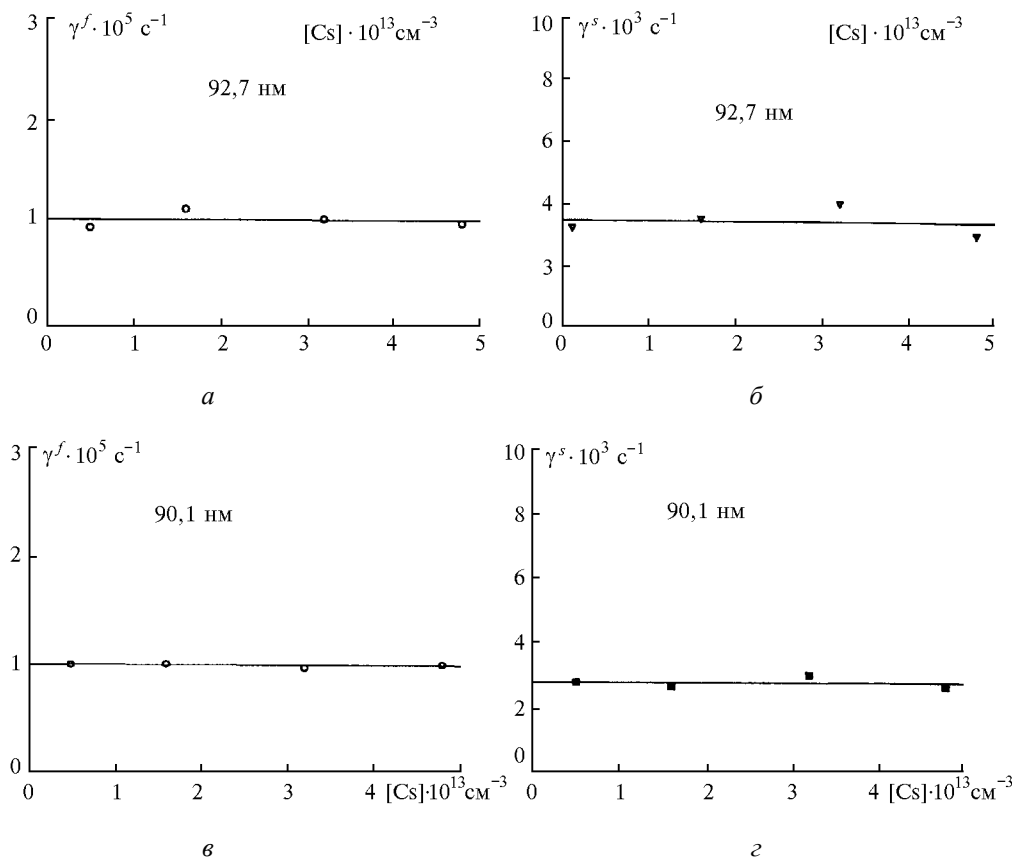 3 γ^f · 10^5 с^−1 [Cs] · 10^13 см^−3
92,7 нм
2
1
0
0 1 2 3 4 5
а
10 γ^s · 10^3 с^−1 [Cs] · 10^13 см^−3
8
92,7 нм
6
4
3
0
0 1 2 3 4 5
б
3 γ^f · 10^5 с^−1
90,1 нм
2
1
0
0 1 2 3 4 [Cs]·10^13 см^−3
в
10 γ^s · 10^3 с^−1
90,1 нм
8
6
4
2
0
0 1 2 3 4 [Cs]·10^13 см^−3
г